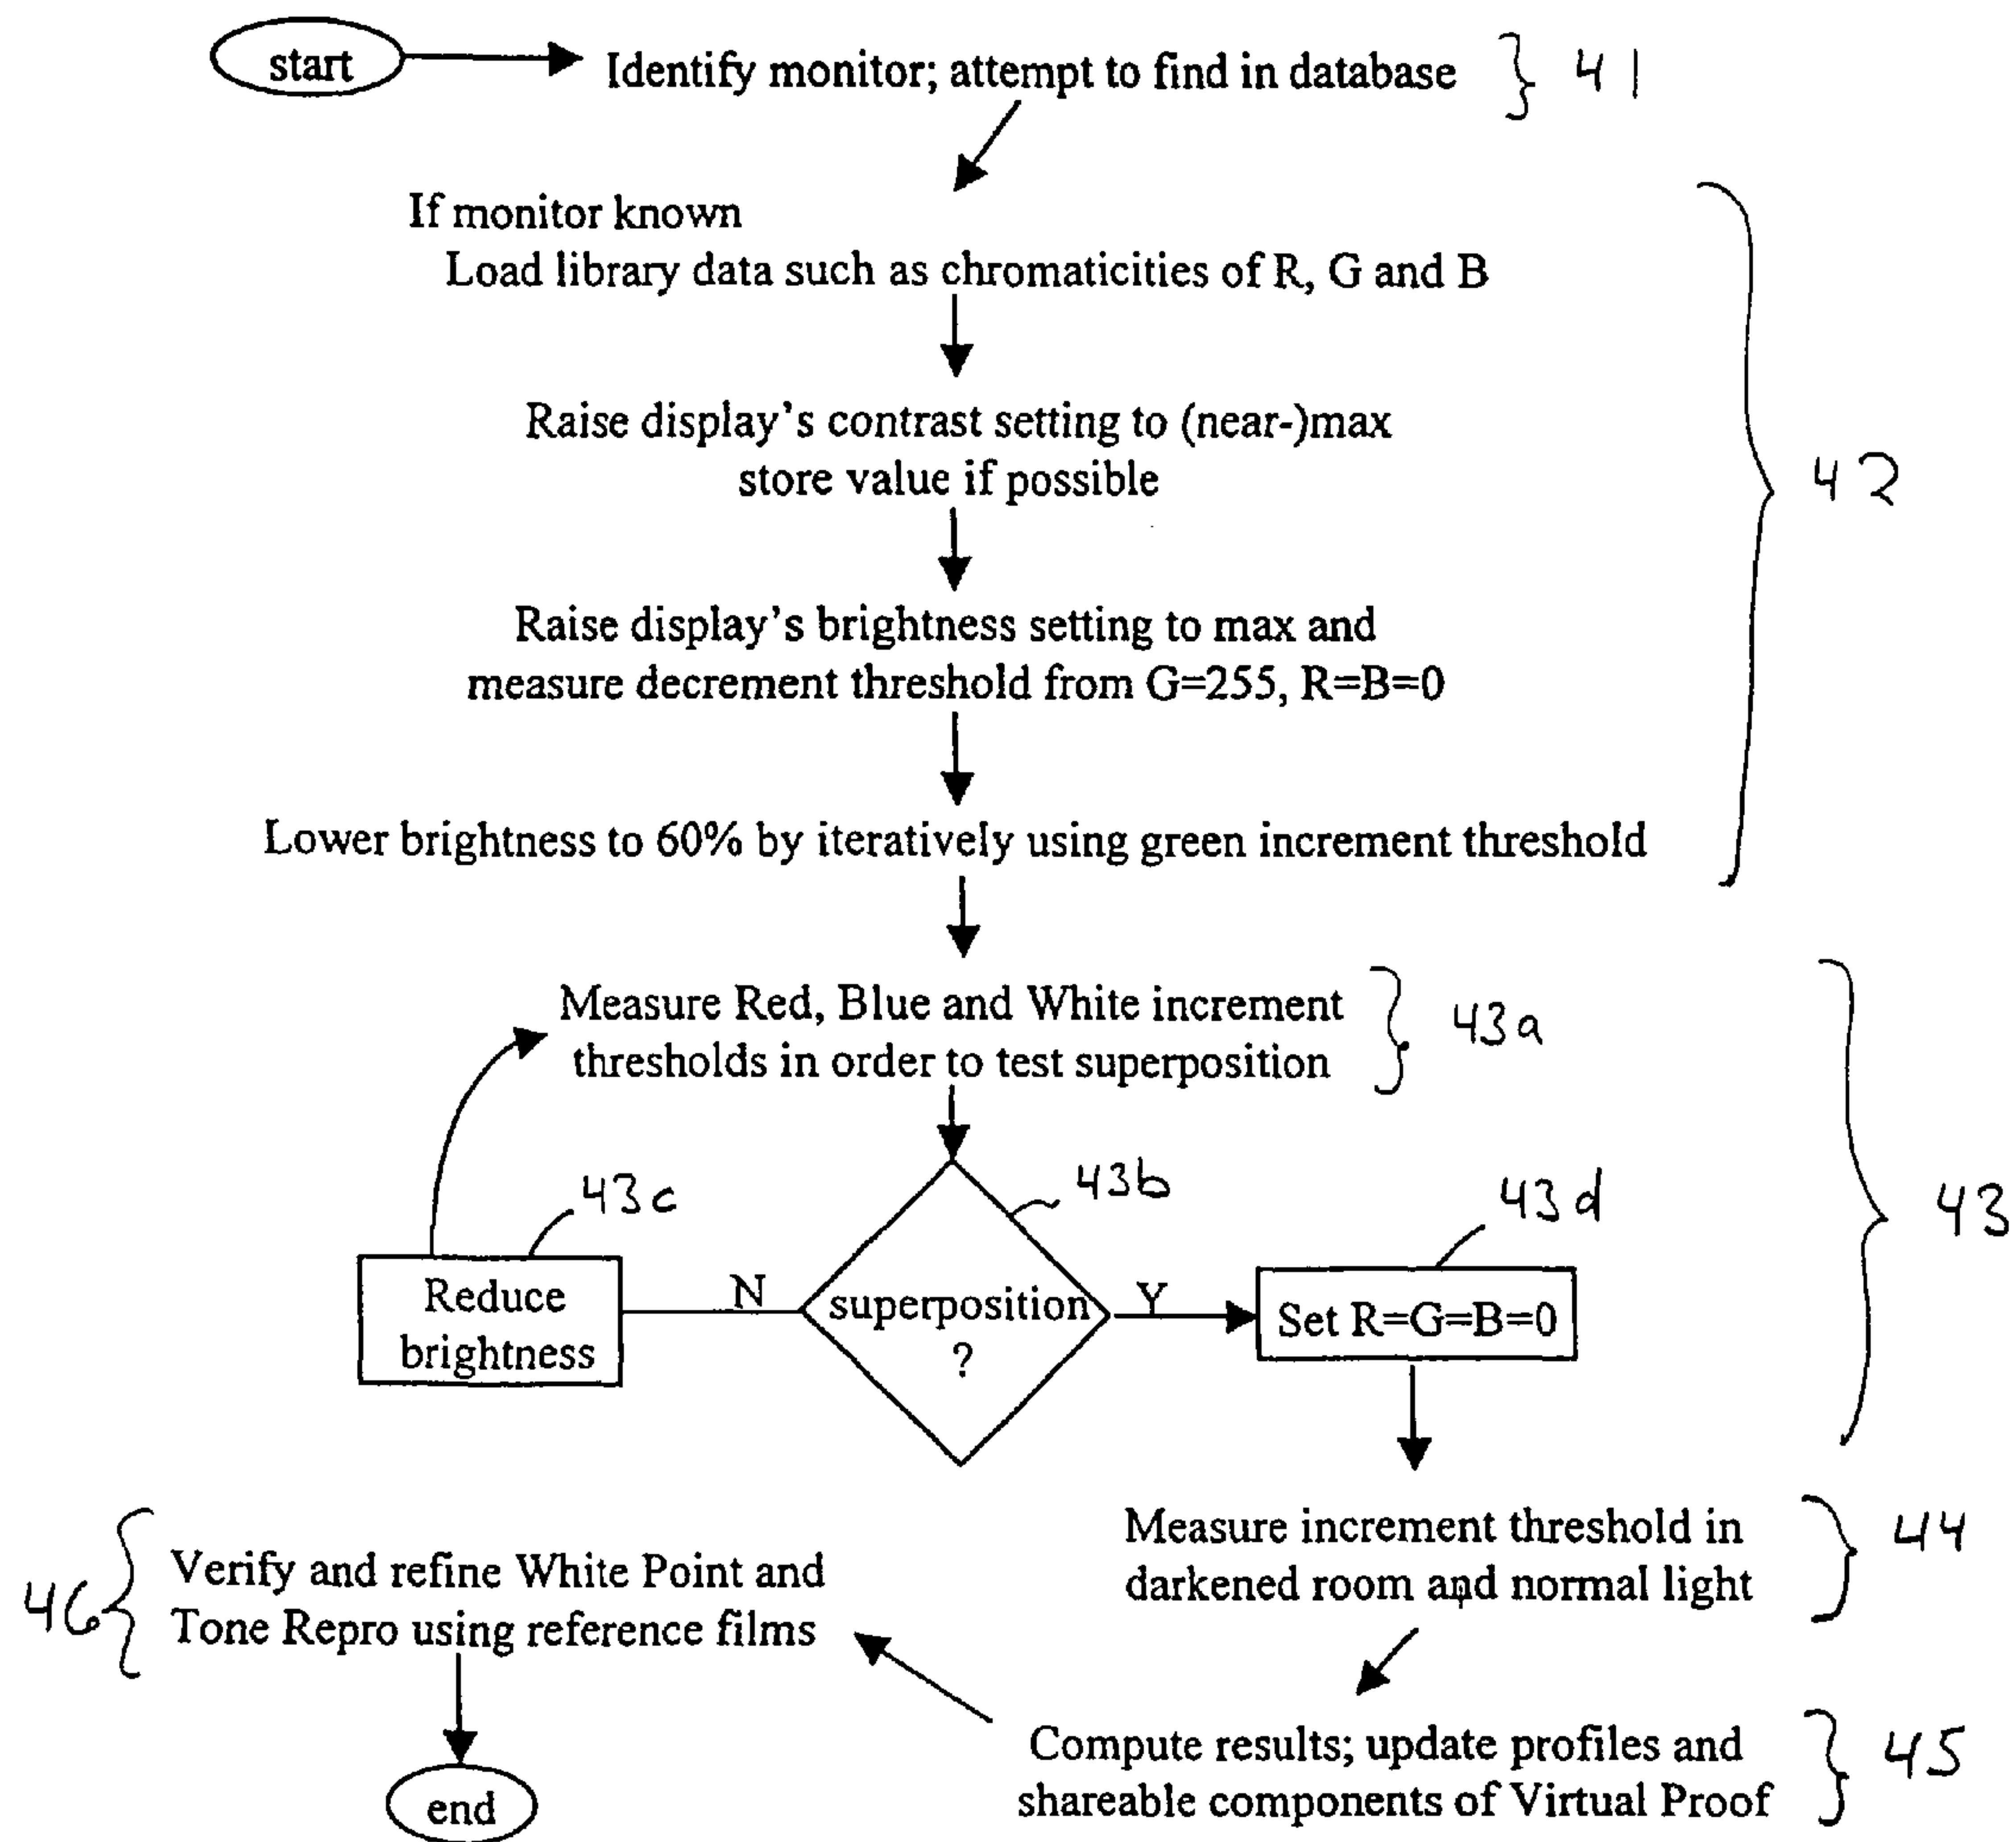 start
Identify monitor; attempt to find in database
41
If monitor known
Load library data such as chromaticities of R, G and B
Raise display's contrast setting to (near-)max
store value if possible
42
Raise display's brightness setting to max and
measure decrement threshold from G=255, R=B=0
Lower brightness to 60% by iteratively using green increment threshold
Measure Red, Blue and White increment
thresholds in order to test superposition
43a
43c
43b
43d
43
Reduce
brightness
N
superposition
?
Y
Set R=G=B=0
Measure increment threshold in
darkened room and normal light
44
46
Verify and refine White Point and
Tone Repro using reference films
Compute results; update profiles and
shareable components of Virtual Proof
45
end